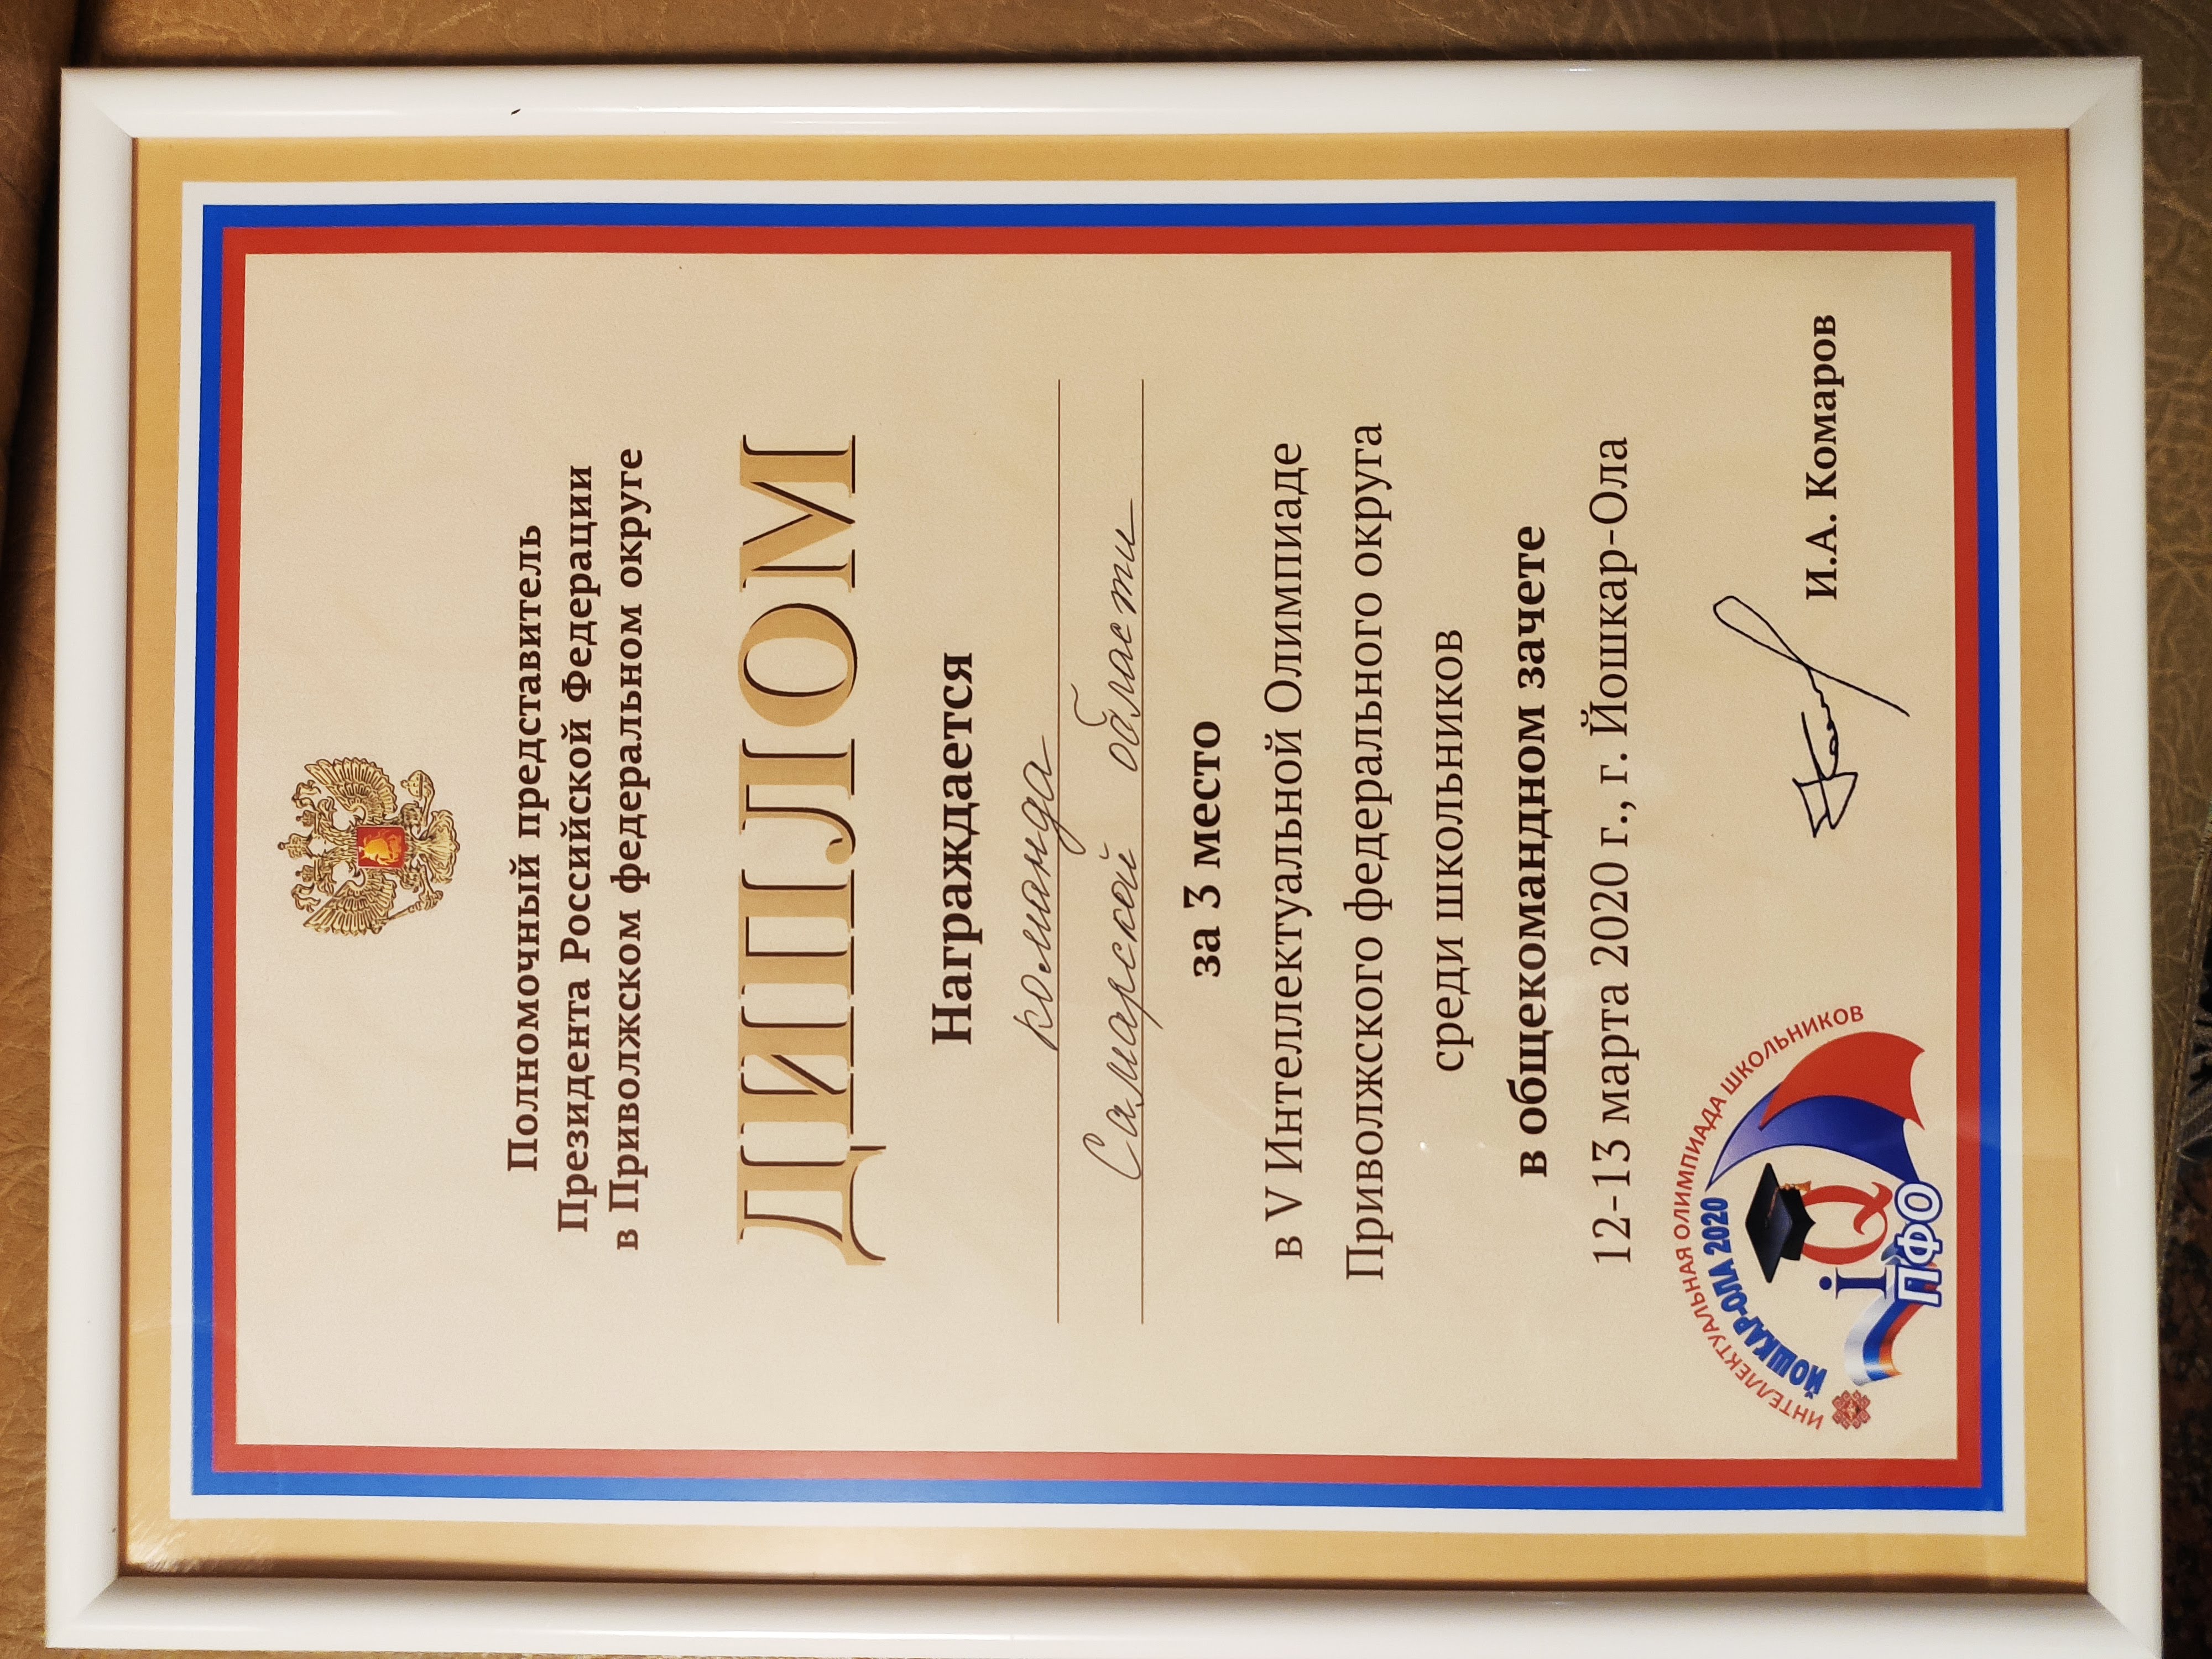 Полномочный представитель
Президента Российской Федерации
в Приволжском федеральном округе
ДИПЛОМ
Награждается
команда
Самарской области
за 3 место
в V Интеллектуальной Олимпиаде
Приволжского федерального округа
среди школьников
в общекомандном зачете
12-13 марта 2020 г., г. Йошкар-Ола
И.А. Комаров
ИНТЕЛЛЕКТУАЛЬНАЯ ОЛИМПИАДА ШКОЛЬНИКОВ
ЙОШКАР-ОЛА 2020
iQ
ПФО